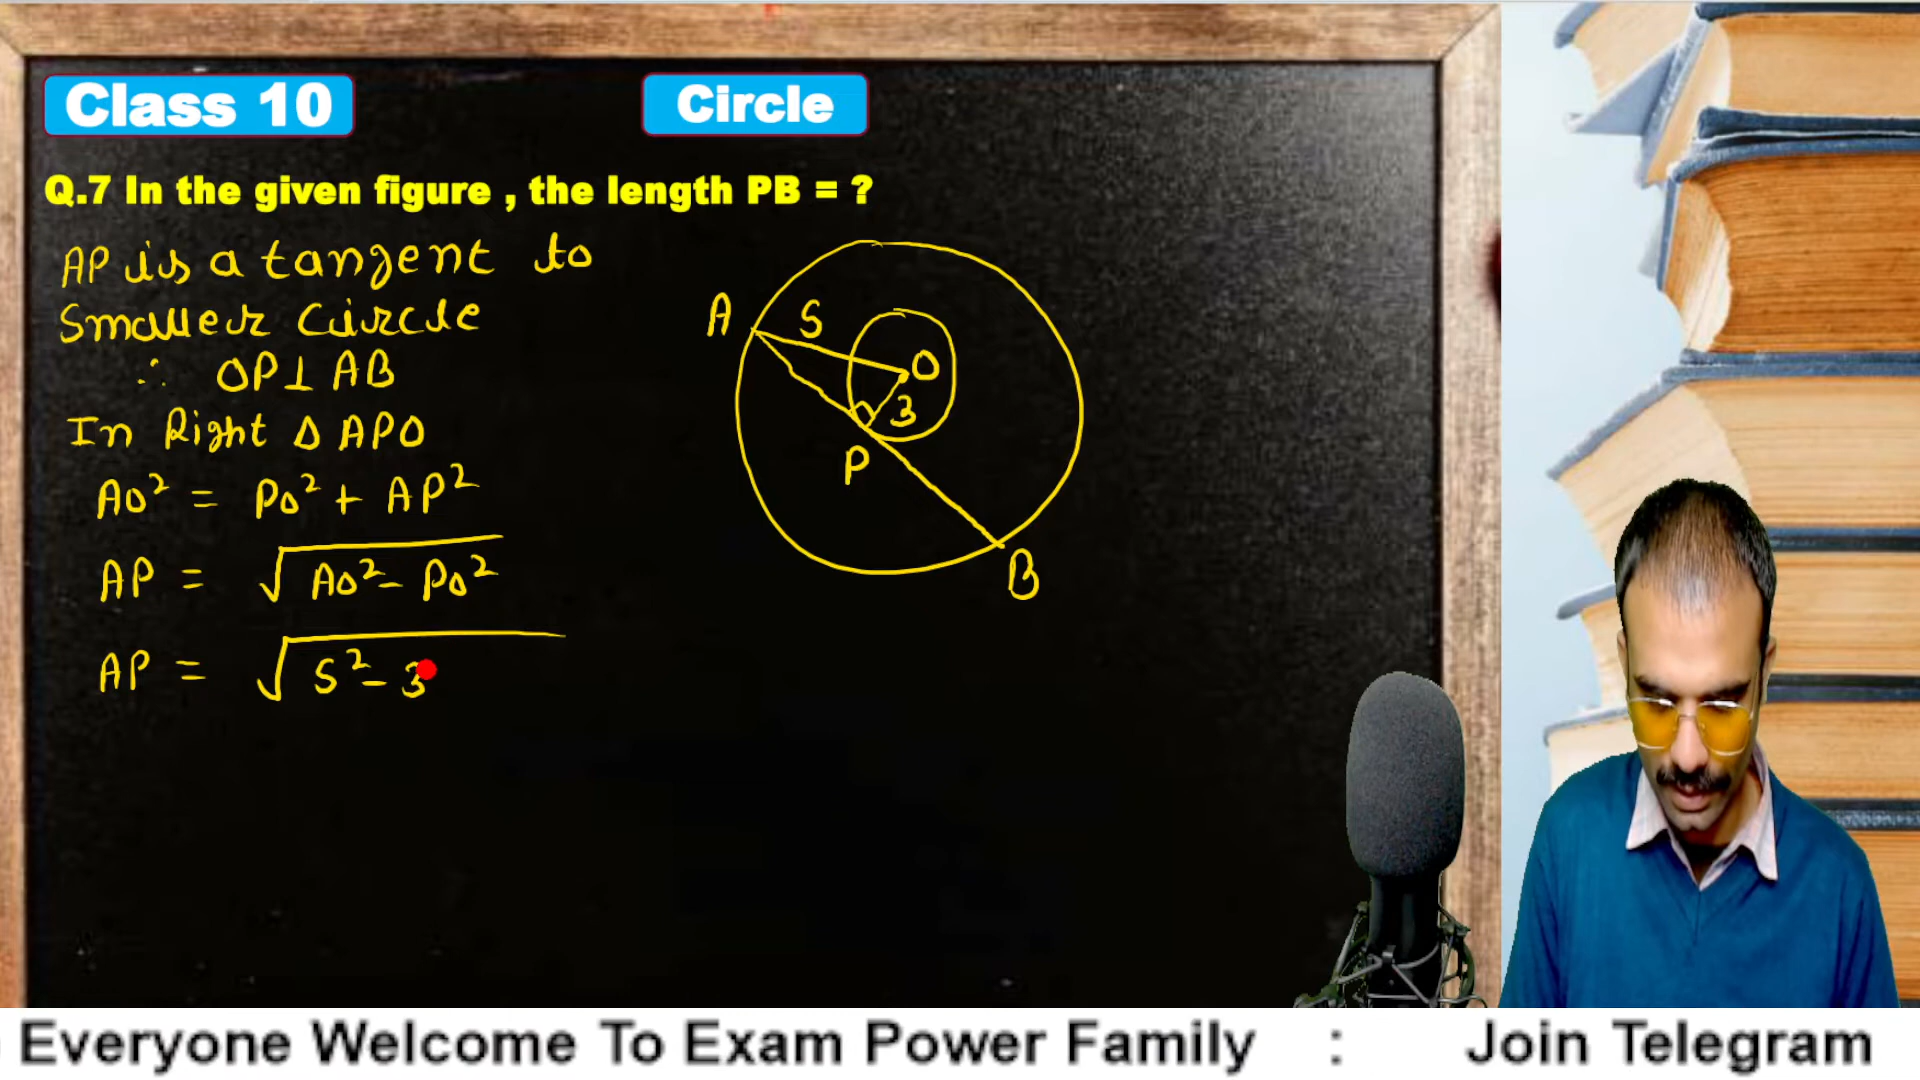 Class 10
Circle
Q.7 In the given figure , the length PB = ?
AP is a tangent to
Smaller Circle
∴ OP⊥AB
In Right Δ APO
AO² = PO² + AP²
AP = √AO² - PO²
AP = √5² - 3
A
5
O
3
P
B
Everyone Welcome To Exam Power Family : Join Telegram